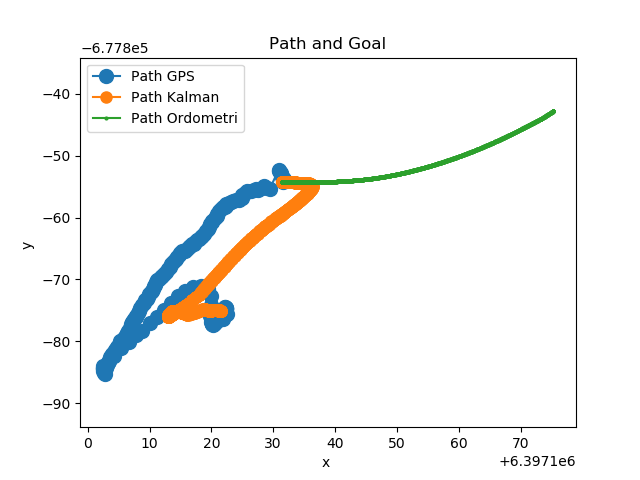 Path and Goal
−6.778e5
Path GPS
Path Kalman
Path Ordometri
−40
−50
−60
−70
−80
−90
y
0 10 20 30 40 50 60 70
x
+6.3971e6